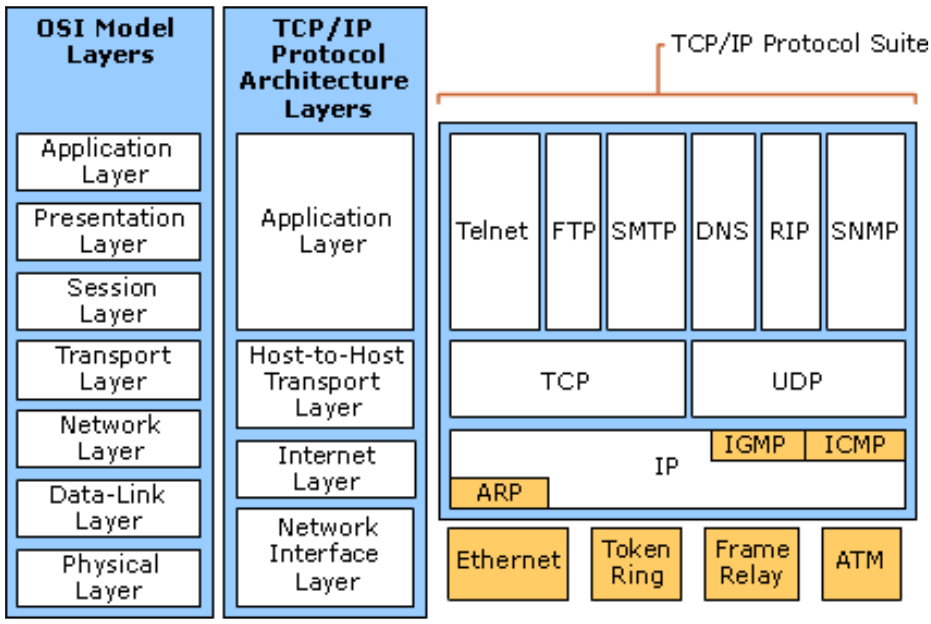 OSI Model
Layers
Application
Layer
Presentation
Layer
Session
Layer
Transport
Layer
Network
Layer
Data-Link
Layer
Physical
Layer
TCP/IP
Protocol
Architecture
Layers
Application
Layer
Host-to-Host
Transport
Layer
Internet
Layer
Network
Interface
Layer
TCP/IP Protocol Suite
Telnet
FTP
SMTP
DNS
RIP
SNMP
TCP
UDP
IGMP
ICMP
IP
ARP
Ethernet
Token
Ring
Frame
Relay
ATM